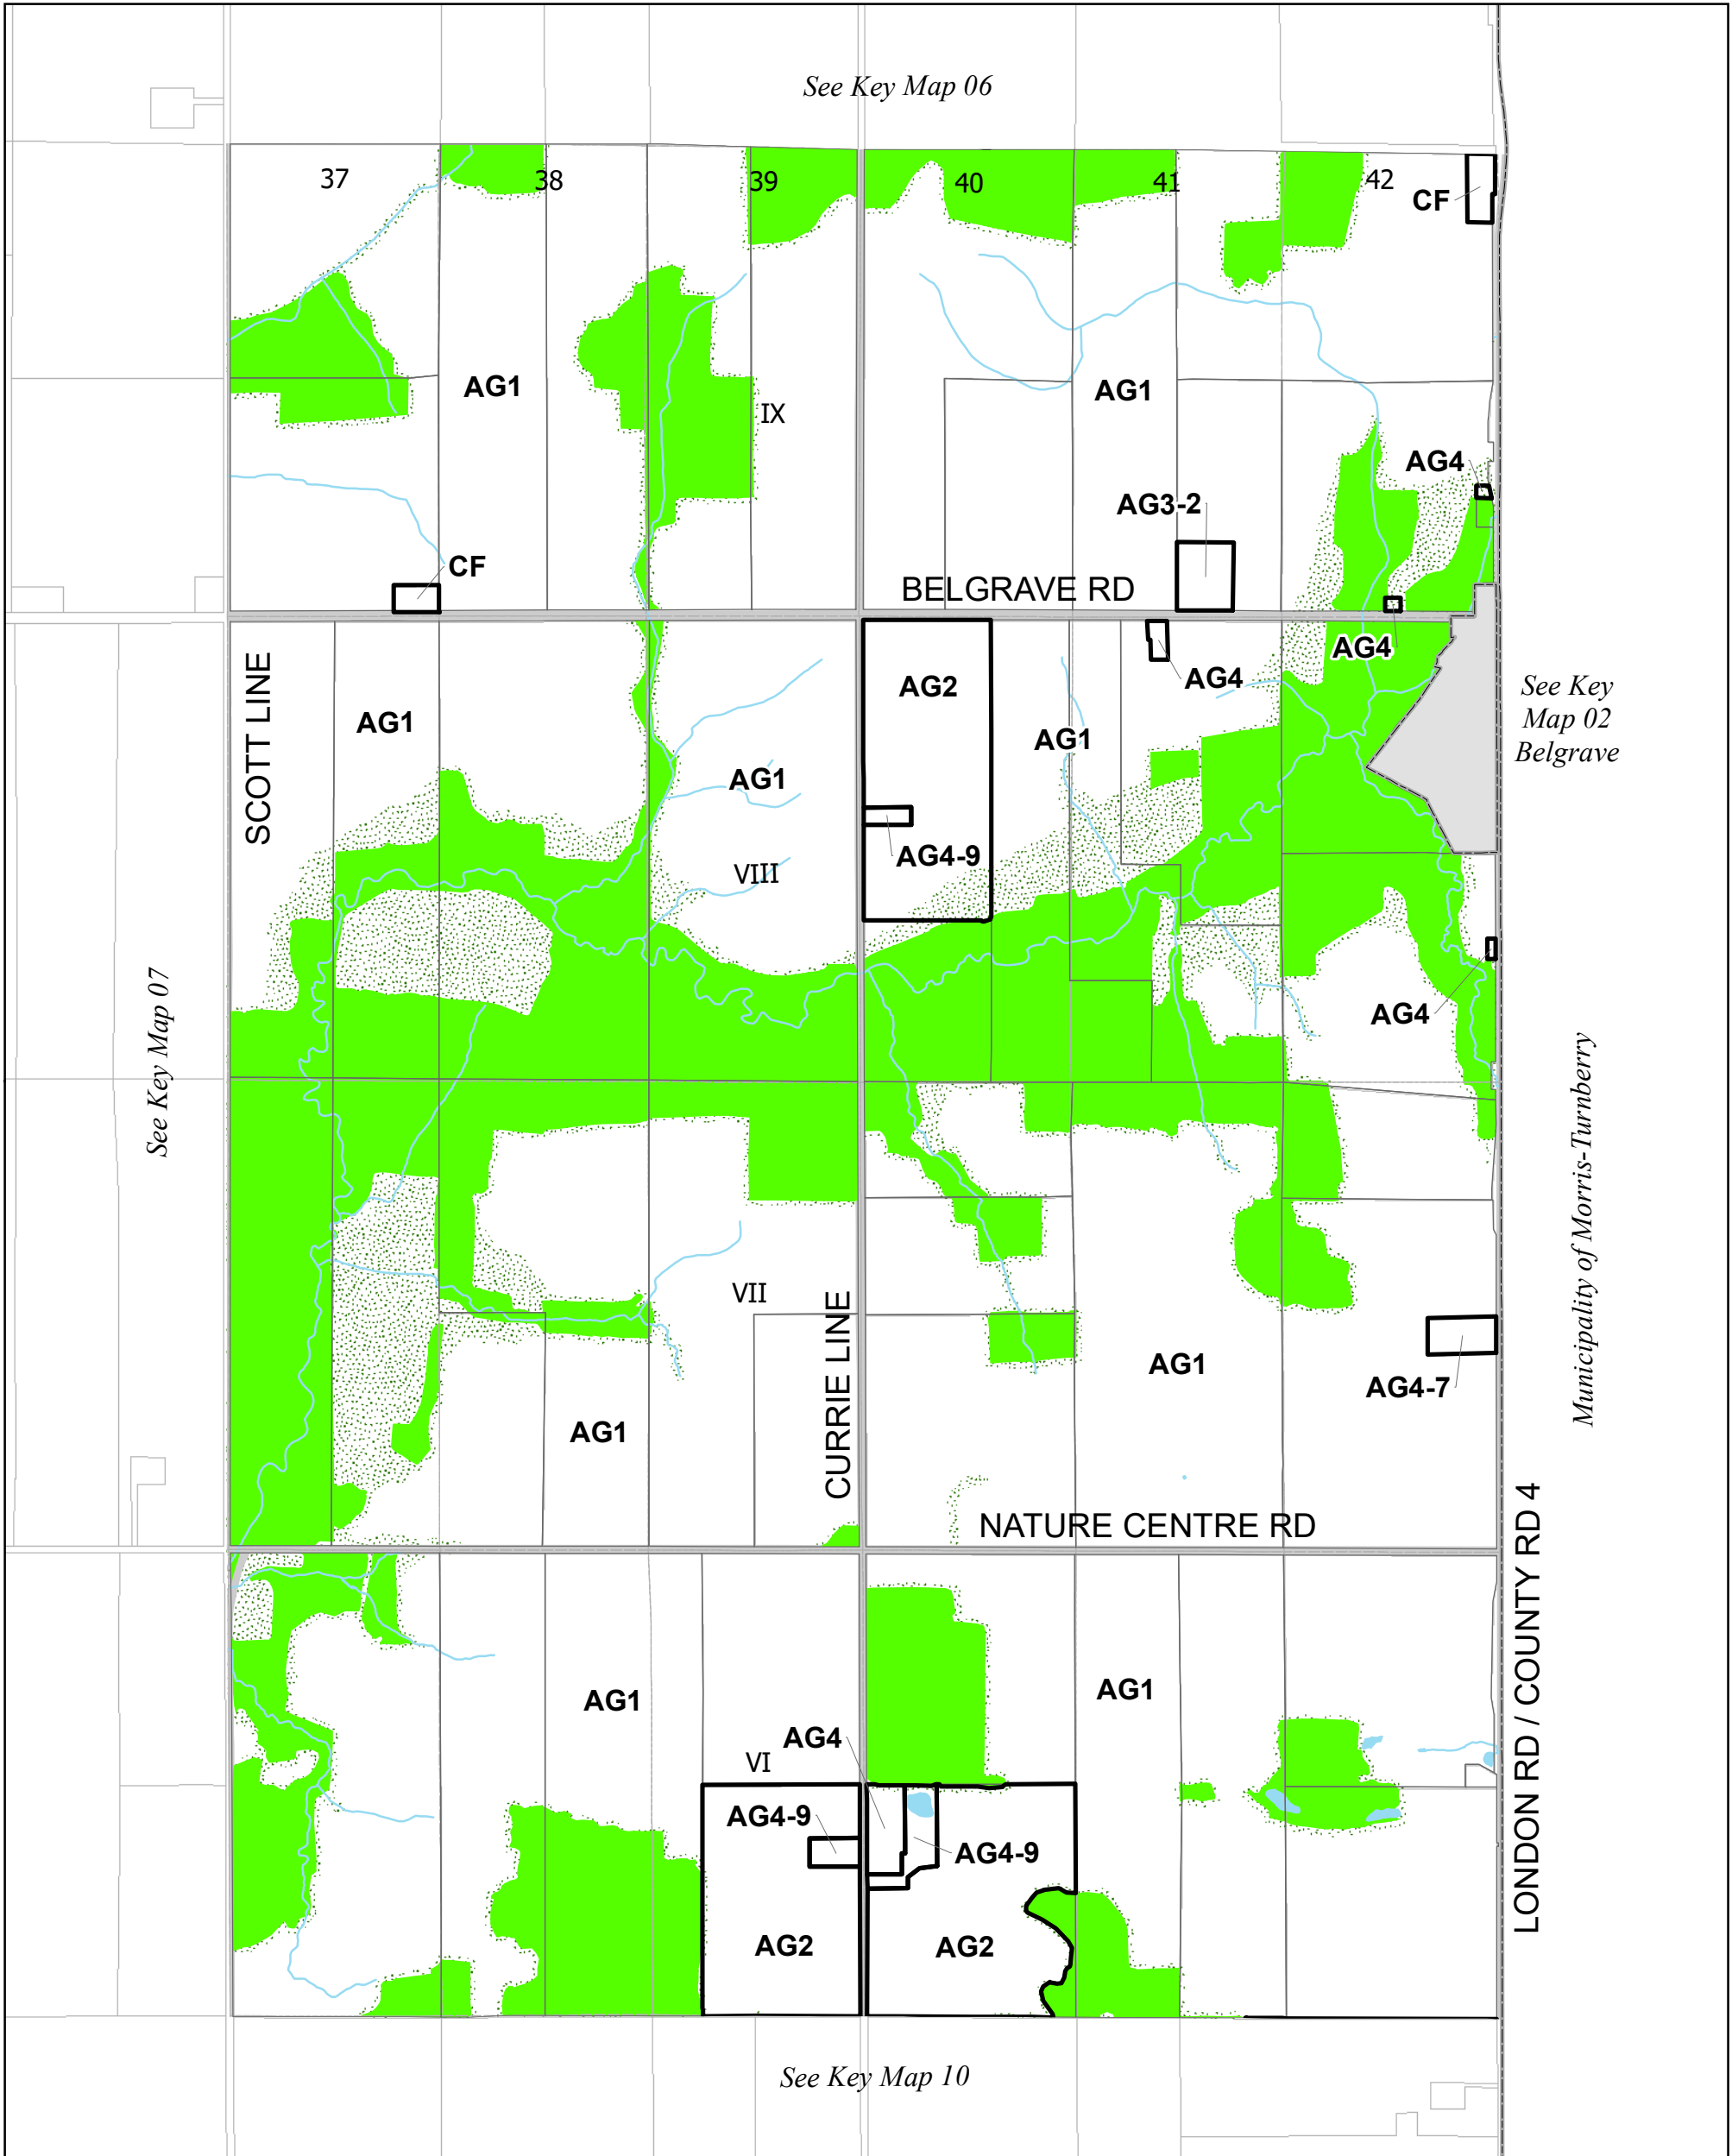 See Key Map 06
37
38
39
40
41
42
CF
AG1
AG1
IX
AG4
AG3-2
CF
BELGRAVE RD
AG4
SCOTT LINE
AG1
AG2
AG4
See Key
Map 02
Belgrave
AG1
AG1
AG4-9
VIII
AG4
See Key Map 07
Municipality of Morris-Turnberry
VII
CURRIE LINE
AG1
AG4-7
AG1
NATURE CENTRE RD
LONDON RD / COUNTY RD 4
AG1
AG1
AG4
VI
AG4-9
AG4-9
AG2
AG2
See Key Map 10